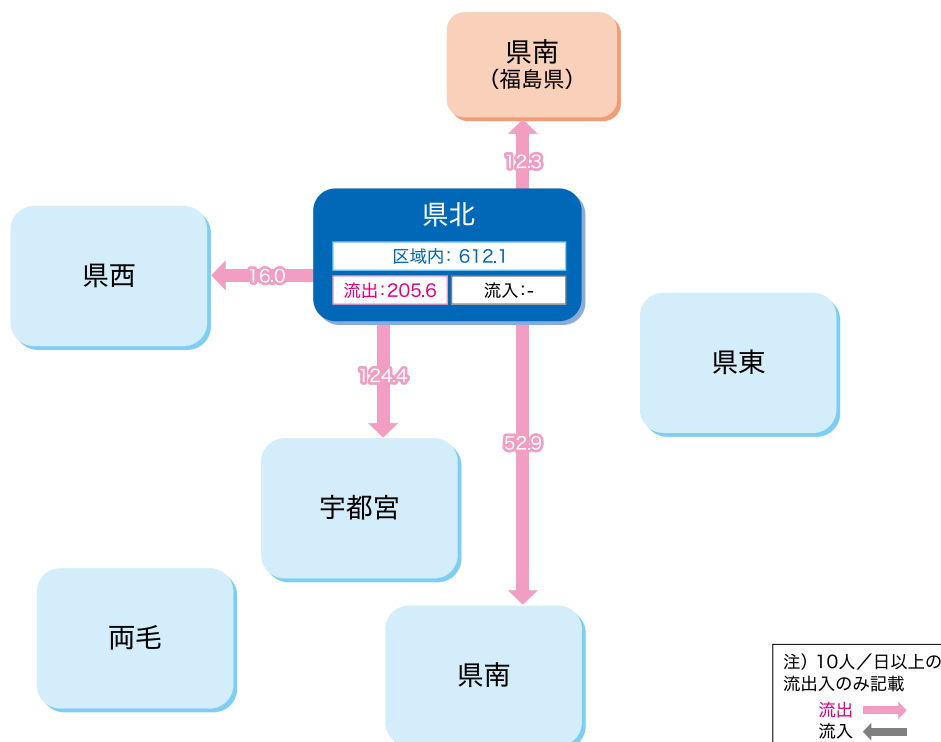 県南
（福島県）
12.3
県北
区域内：612.1
流出：205.6
流入：-
県西
16.0
県東
124.4
52.9
宇都宮
両毛
県南
注）10人／日以上の
流出入のみ記載
流出
流入